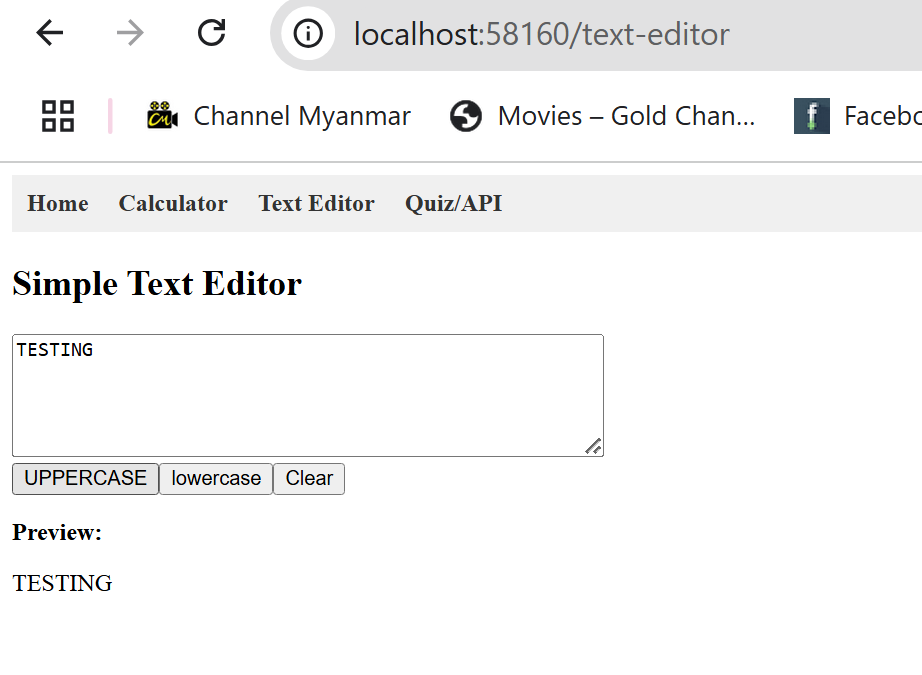 localhost:58160/text-editor
Channel Myanmar Movies – Gold Chan... Facebo
Home Calculator Text Editor Quiz/API
Simple Text Editor
TESTING
UPPERCASE lowercase Clear
Preview:
TESTING